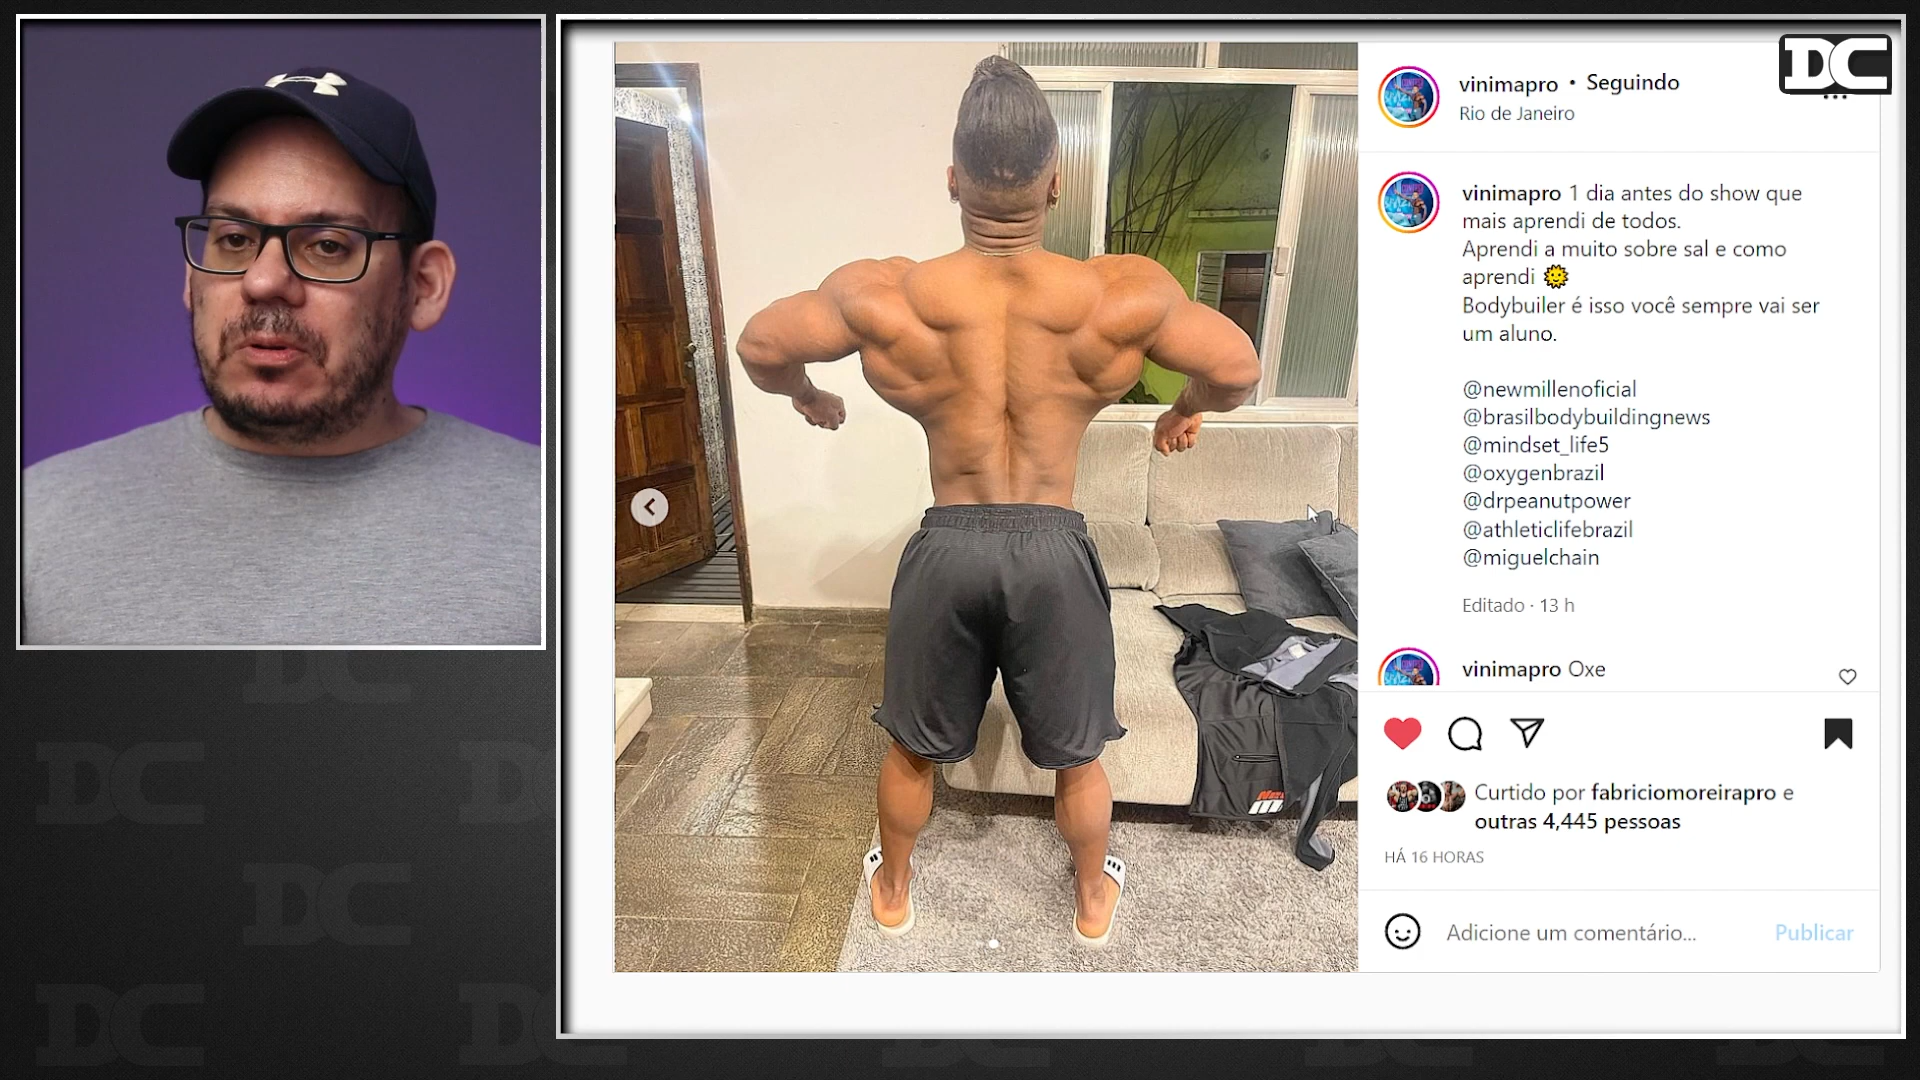 DC
vinimapro • Seguindo
Rio de Janeiro
vinimapro 1 dia antes do show que
mais aprendi de todos.
Aprendi a muito sobre sal e como
aprendi 🌞
Bodybuiler é isso você sempre vai ser
um aluno.
@newmillenoficial
@brasilbodybuildingnews
@mindset_life5
@oxygenbrazil
@drpeanutpower
@athleticlifebrazil
@miguelchain
Editado · 13 h
vinimapro Oxe
Curtido por fabriciomoreirapro e
outras 4,445 pessoas
HÁ 16 HORAS
Adicione um comentário... Publicar